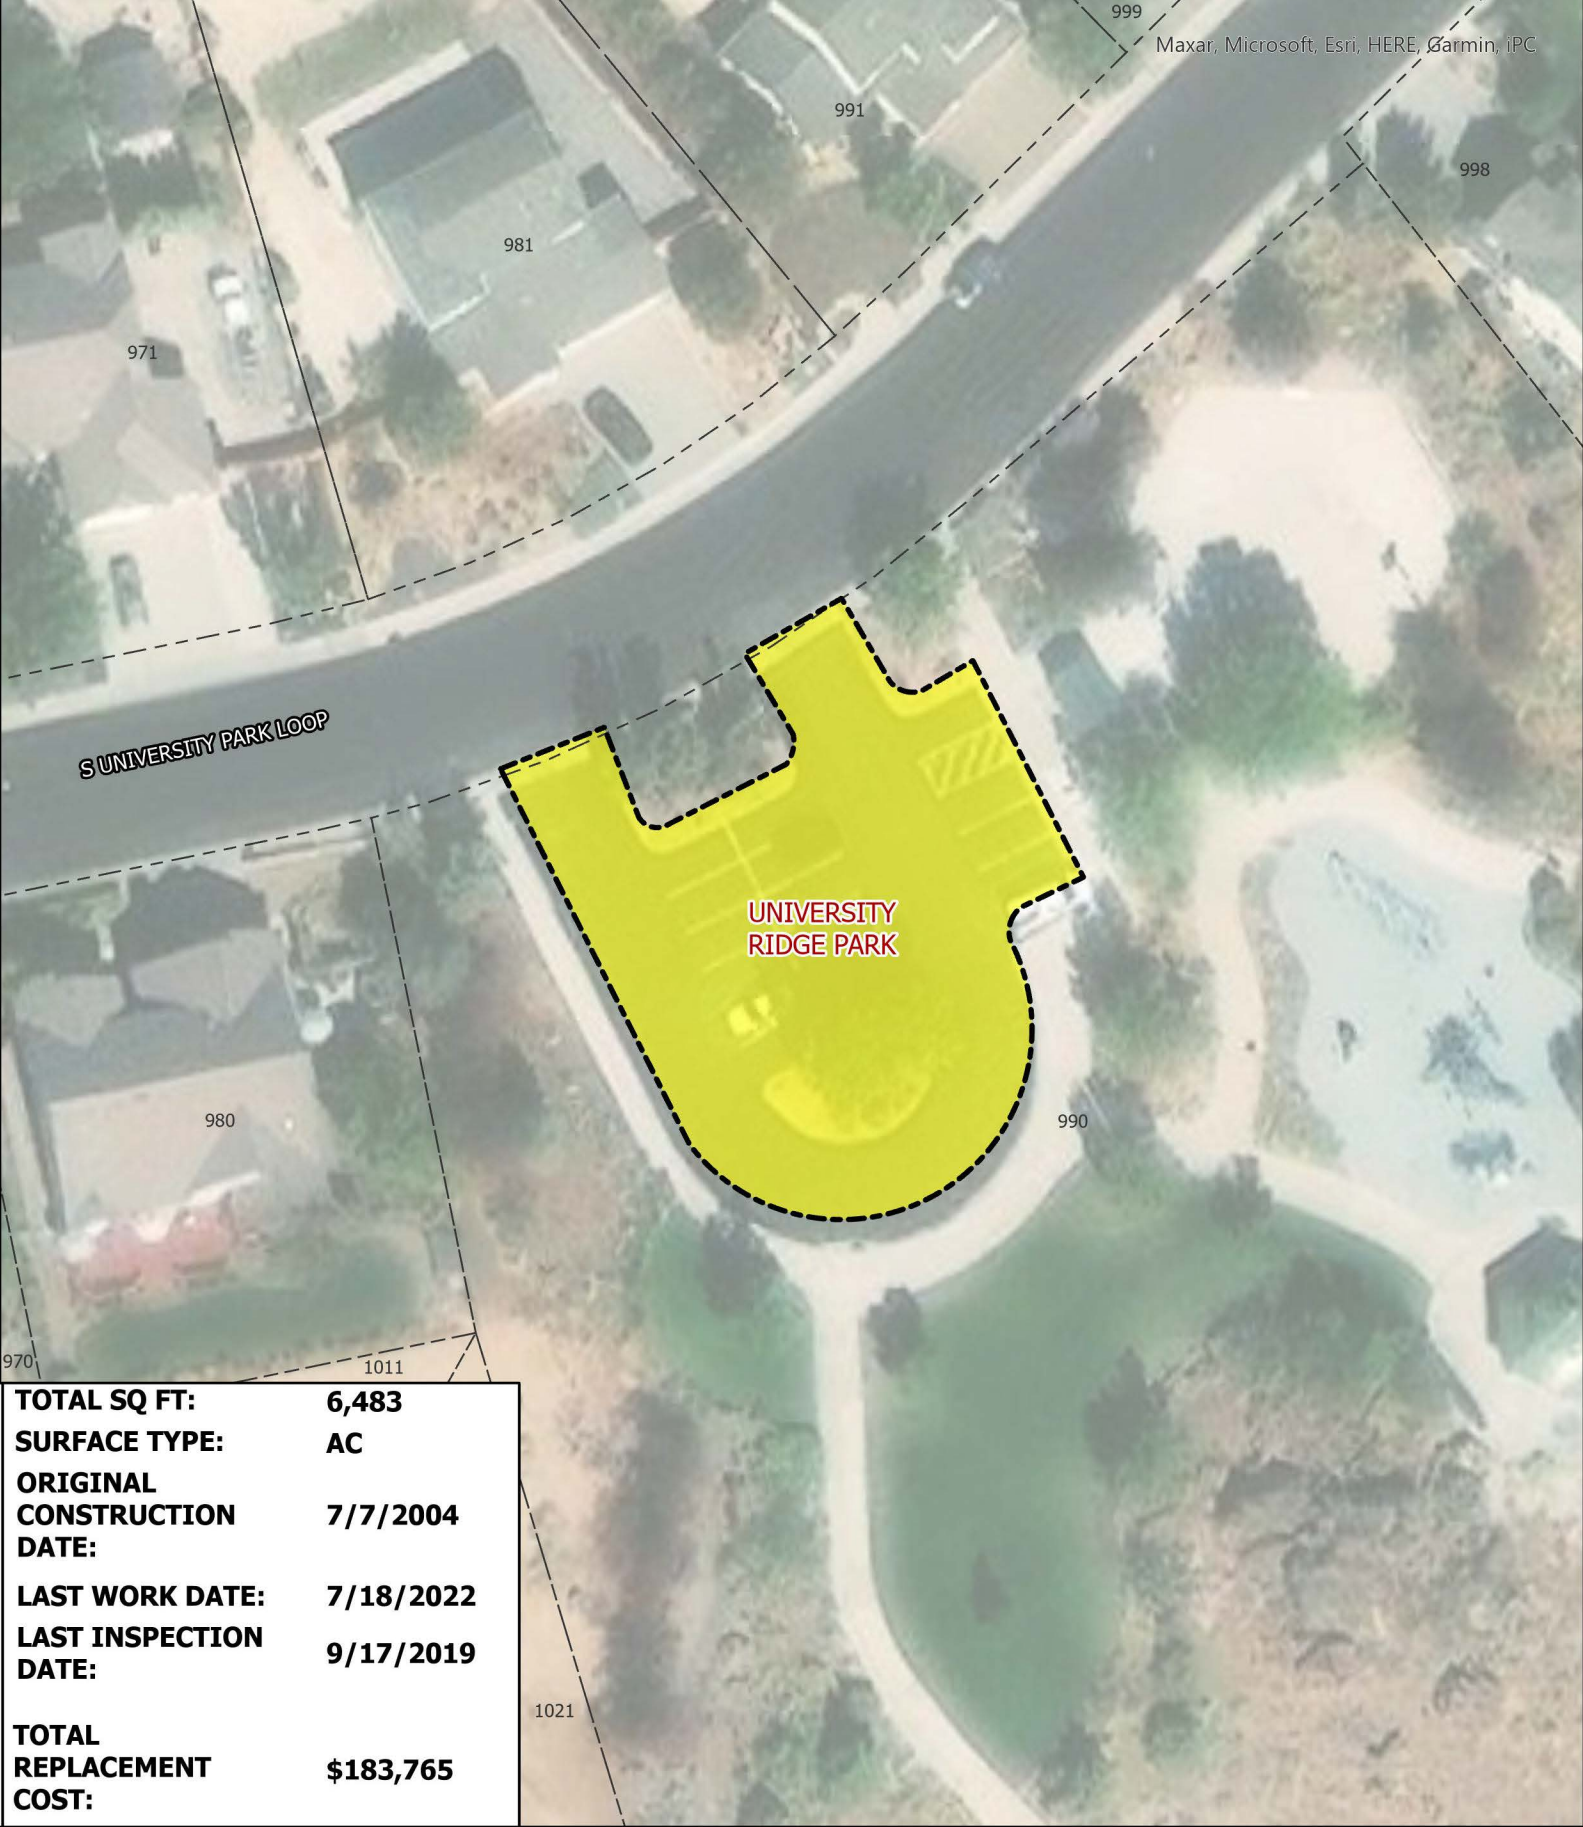 999
Maxar, Microsoft, Esri, HERE, Garmin, iPC
991
998
981
971
S UNIVERSITY PARK LOOP
UNIVERSITY
RIDGE PARK
980
990
970
1011
TOTAL SQ FT: 6,483
SURFACE TYPE: AC
ORIGINAL
CONSTRUCTION 7/7/2004
DATE:
LAST WORK DATE: 7/18/2022
LAST INSPECTION
DATE: 9/17/2019
1021
TOTAL
REPLACEMENT $183,765
COST: